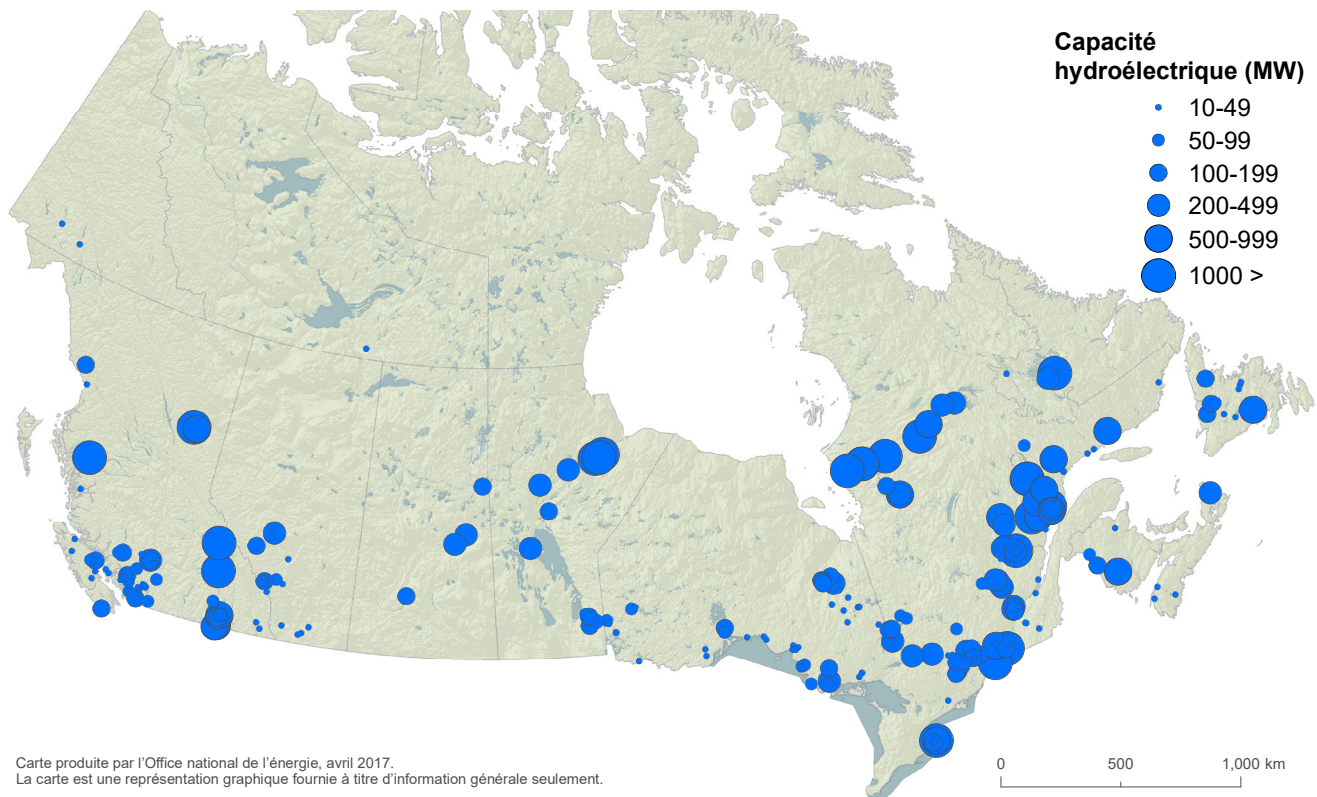 Capacité
hydroélectrique (MW)
10-49
50-99
100-199
200-499
500-999
1000 >
Carte produite par l'Office national de l'énergie, avril 2017.
La carte est une représentation graphique fournie à titre d'information générale seulement.
0 500 1,000 km